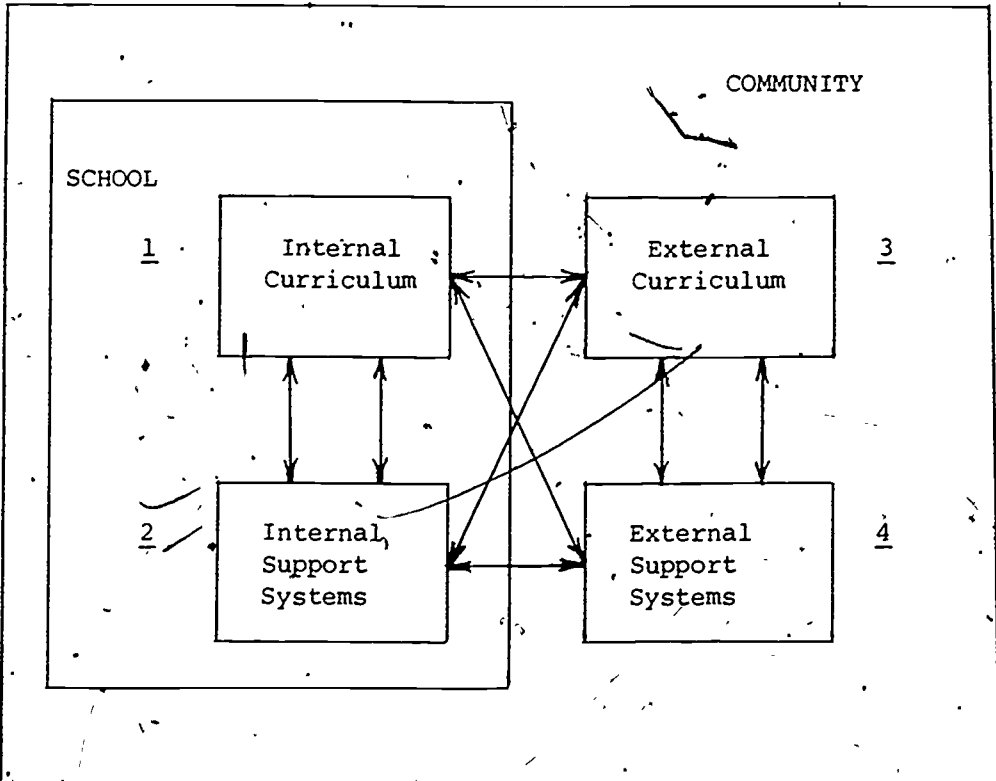 COMMUNITY
SCHOOL
1
Internal
Curriculum
External
Curriculum
3
2
Internal
Support
Systems
External
Support
Systems
4